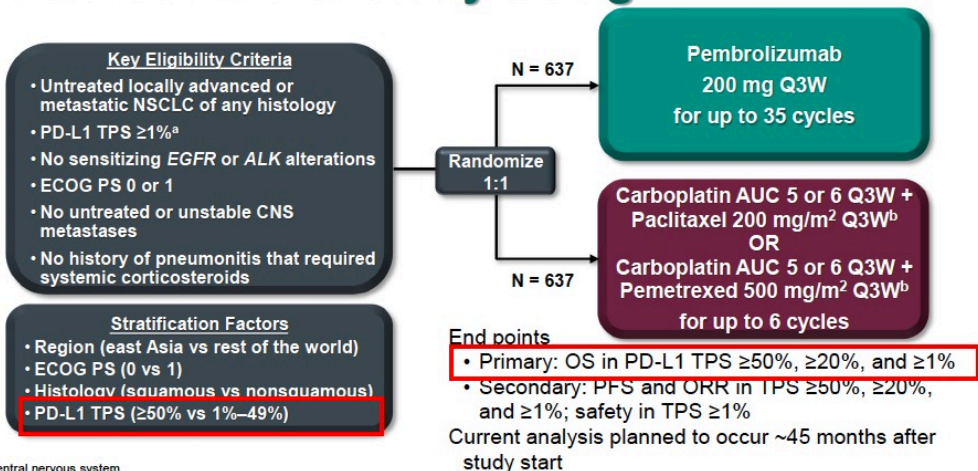 Key Eligibility Criteria
• Untreated locally advanced or
metastatic NSCLC of any histology
• PD-L1 TPS ≥1%ᵃ
• No sensitizing EGFR or ALK alterations
• ECOG PS 0 or 1
• No untreated or unstable CNS
metastases
• No history of pneumonitis that required
systemic corticosteroids
Stratification Factors
• Region (east Asia vs rest of the world)
• ECOG PS (0 vs 1)
• Histology (squamous vs nonsquamous)
• PD-L1 TPS (≥50% vs 1%–49%)
Randomize
1:1
N = 637
Pembrolizumab
200 mg Q3W
for up to 35 cycles
N = 637
Carboplatin AUC 5 or 6 Q3W +
Paclitaxel 200 mg/m² Q3Wᵇ
OR
Carboplatin AUC 5 or 6 Q3W +
Pemetrexed 500 mg/m² Q3Wᵇ
for up to 6 cycles
End points
• Primary: OS in PD-L1 TPS ≥50%, ≥20%, and ≥1%
• Secondary: PFS and ORR in TPS ≥50%, ≥20%,
and ≥1%; safety in TPS ≥1%
Current analysis planned to occur ~45 months after
study start
nervous system